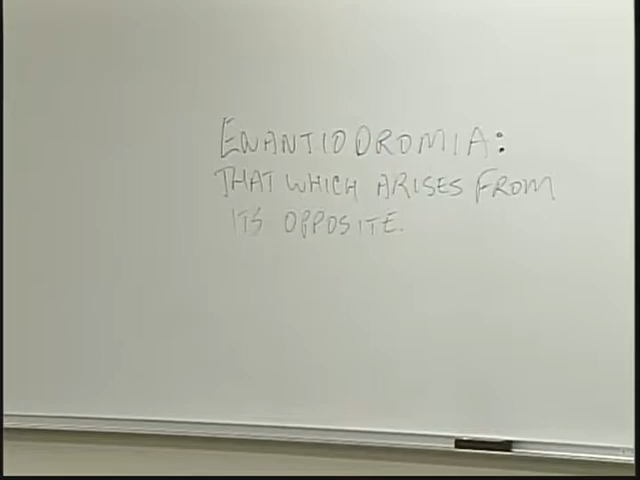 ENANTIODROMIA:
THAT WHICH ARISES FROM
ITS OPPOSITE.